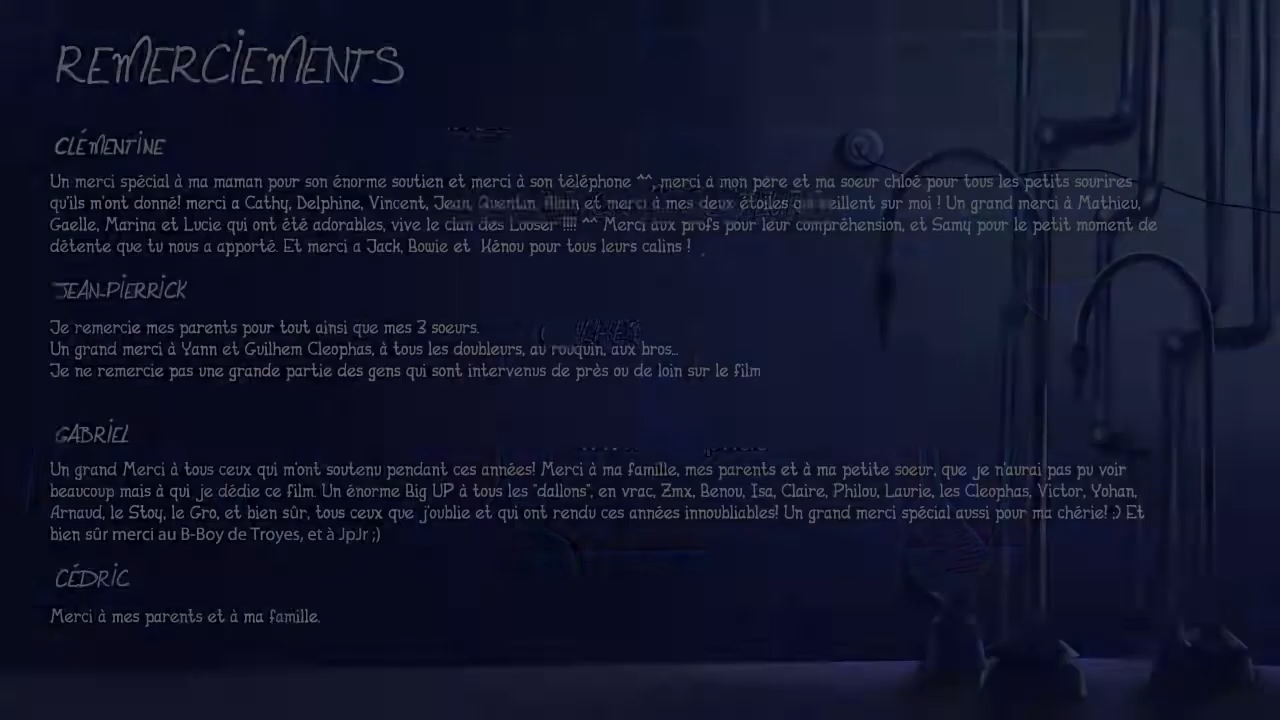 REMERCIEMENTS
CLÉMENTINE
Un merci spécial à ma maman pour son énorme soutien et merci à son téléphone ^^, merci a mon père et ma soeur chloé pour tous les petits sourires
qu'ils m'ont donné! merci a Cathy, Delphine, Vincent, Jean, Quentin, Alain et merci à mes deux étoiles qui veillent sur moi ! Un grand merci à Mathieu,
Gaelle, Marina et Lucie qui ont été adorables, vive le clan des Looser !!!! ^^ Merci aux profs pour leur compréhension, et Samy pour le petit moment de
détente que tu nous a apporté. Et merci a Jack, Bowie et Kénou pour tous leurs calins !
JEAN-PIERRICK
Je remercie mes parents pour tout ainsi que mes 3 soeurs.
Un grand merci à Yann et Guilhem Cleophas, à tous les doubleurs, au rouquin, aux bros...
Je ne remercie pas une grande partie des gens qui sont intervenus de près ou de loin sur le film
GABRIEL
Un grand Merci à tous ceux qui m'ont soutenu pendant ces années! Merci à ma famille, mes parents et à ma petite soeur, que je n'aurai pas pu voir
beaucoup mais à qui je dédie ce film. Un énorme Big UP à tous les "dallons", en vrac, Zmx, Benou, Isa, Claire, Philou, Laurie, les Cleophas, Victor, Yohan,
Arnaud, le Stoy, le Gro, et bien sûr, tous ceux que j'oublie et qui ont rendu ces années innoubliables! Un grand merci spécial aussi pour ma chérie! :) Et
bien sûr merci au B-Boy de Troyes, et à JpJr ;)
CÉDRIC
Merci à mes parents et à ma famille.